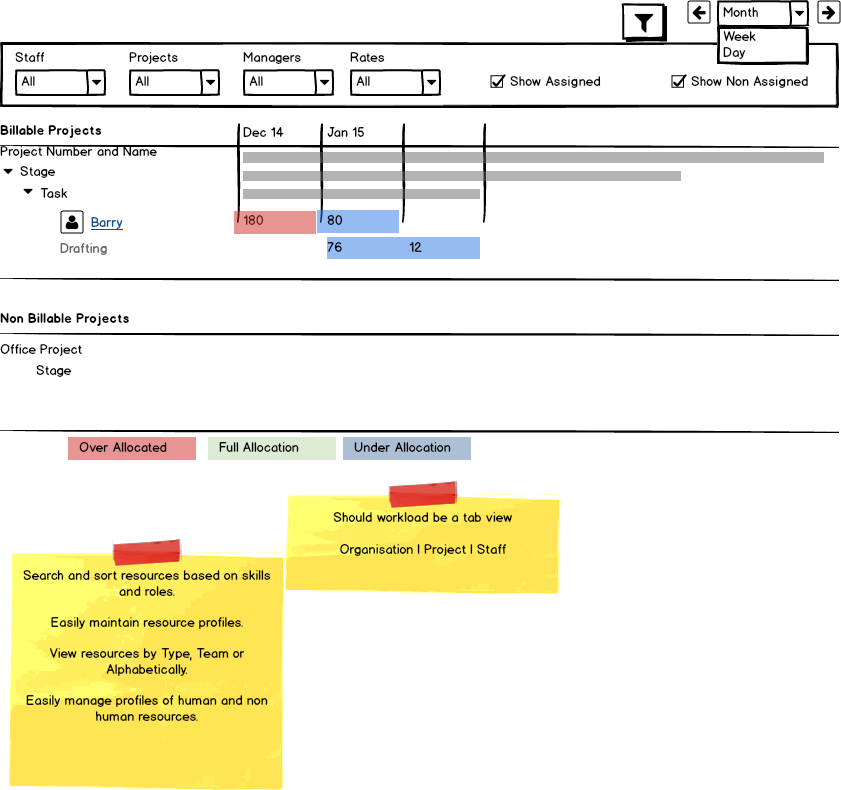 Month
Week
Day
Staff Projects Managers Rates
All All All All Show Assigned Show Non Assigned
Billable Projects Dec 14 Jan 15
Project Number and Name
Stage
Task
Barry 180 80
Drafting 76 12
Non Billable Projects
Office Project
Stage
Over Allocated Full Allocation Under Allocation
Should workload be a tab view
Organisation | Project | Staff
Search and sort resources based on skills
and roles.
Easily maintain resource profiles.
View resources by Type, Team or
Alphabetically.
Easily manage profiles of human and non
human resources.